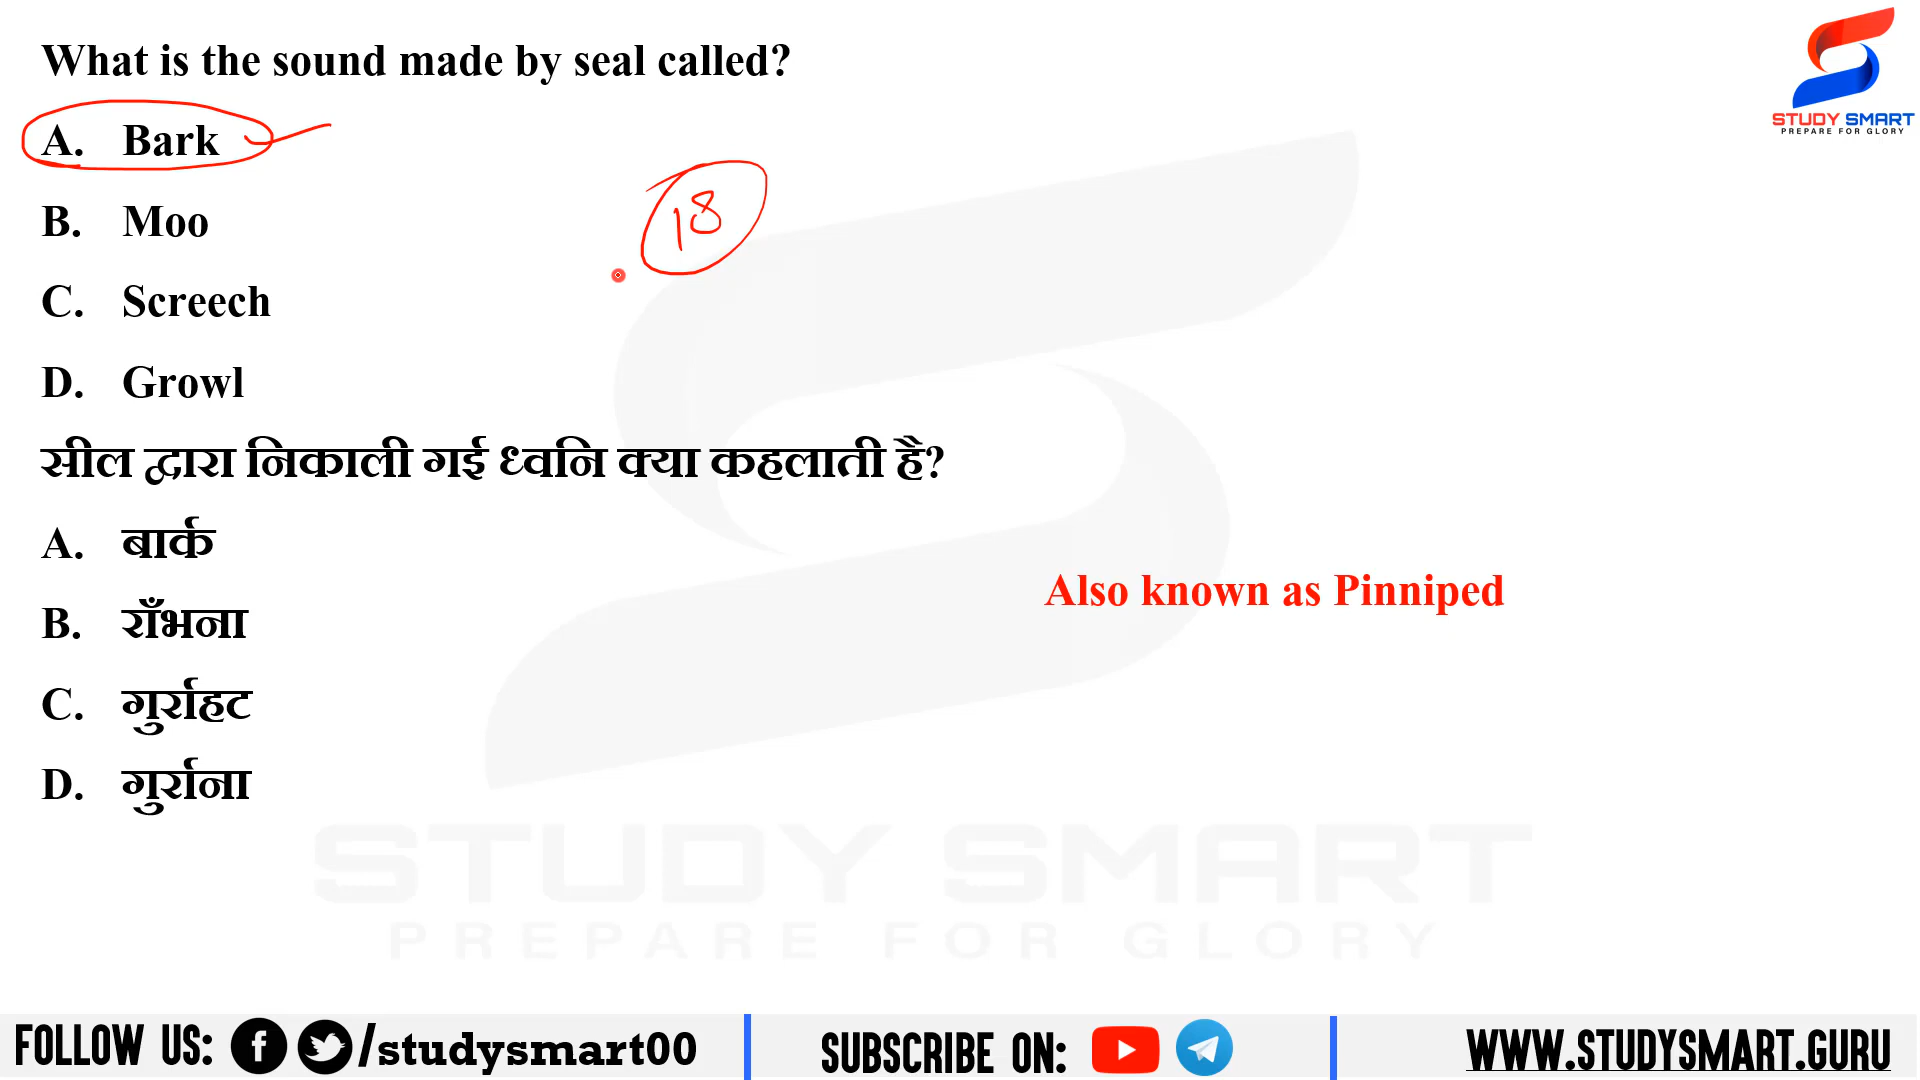 What is the sound made by seal called?
A. Bark
B. Moo
C. Screech
D. Growl
18
सील द्वारा निकाली गई ध्वनि क्या कहलाती है?
A. बार्क
B. राँभना
C. गुर्राहट
D. गुर्राना
Also known as Pinniped
STUDY SMART
PREPARE FOR GLORY
STUDY SMART
PREPARE FOR GLORY
FOLLOW US: /studysmart00
SUBSCRIBE ON:
WWW.STUDYSMART.GURU